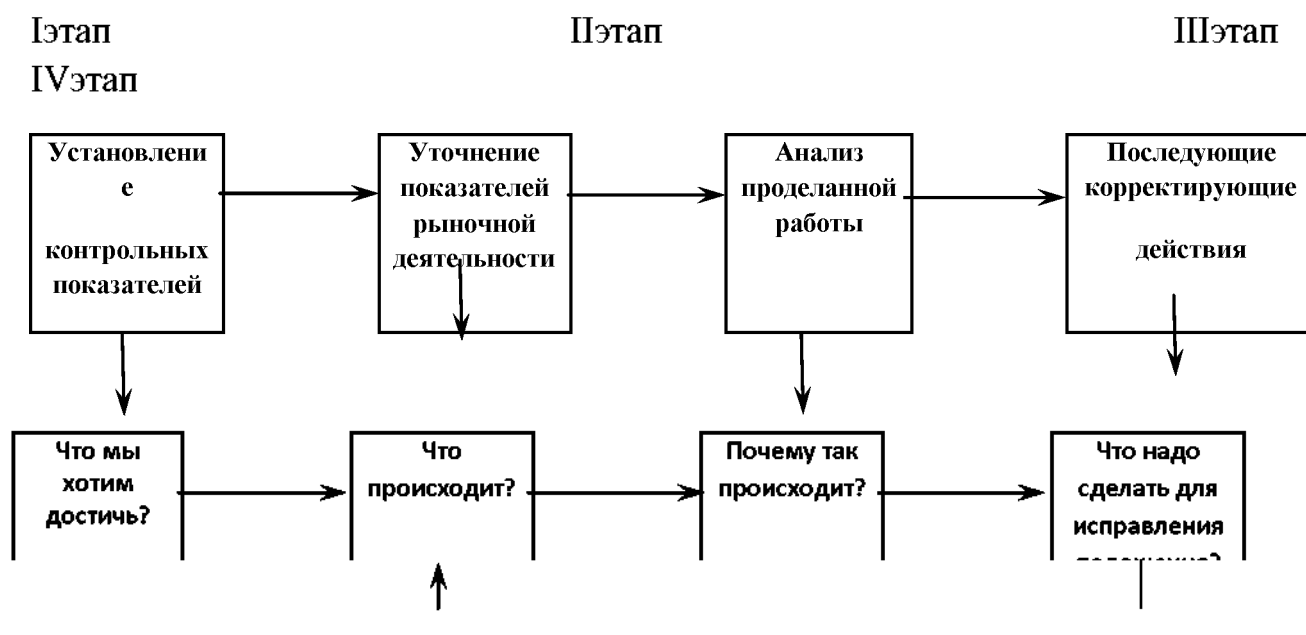 Iэтап IIэтап IIIэтап
IVэтап
Установлени
е
контрольных
показателей
Уточнение
показателей
рыночной
деятельности
Анализ
проделанной
работы
Последующие
корректирующие
действия
Что мы
хотим
достичь?
Что
происходит?
Почему так
происходит?
Что надо
сделать для
исправления